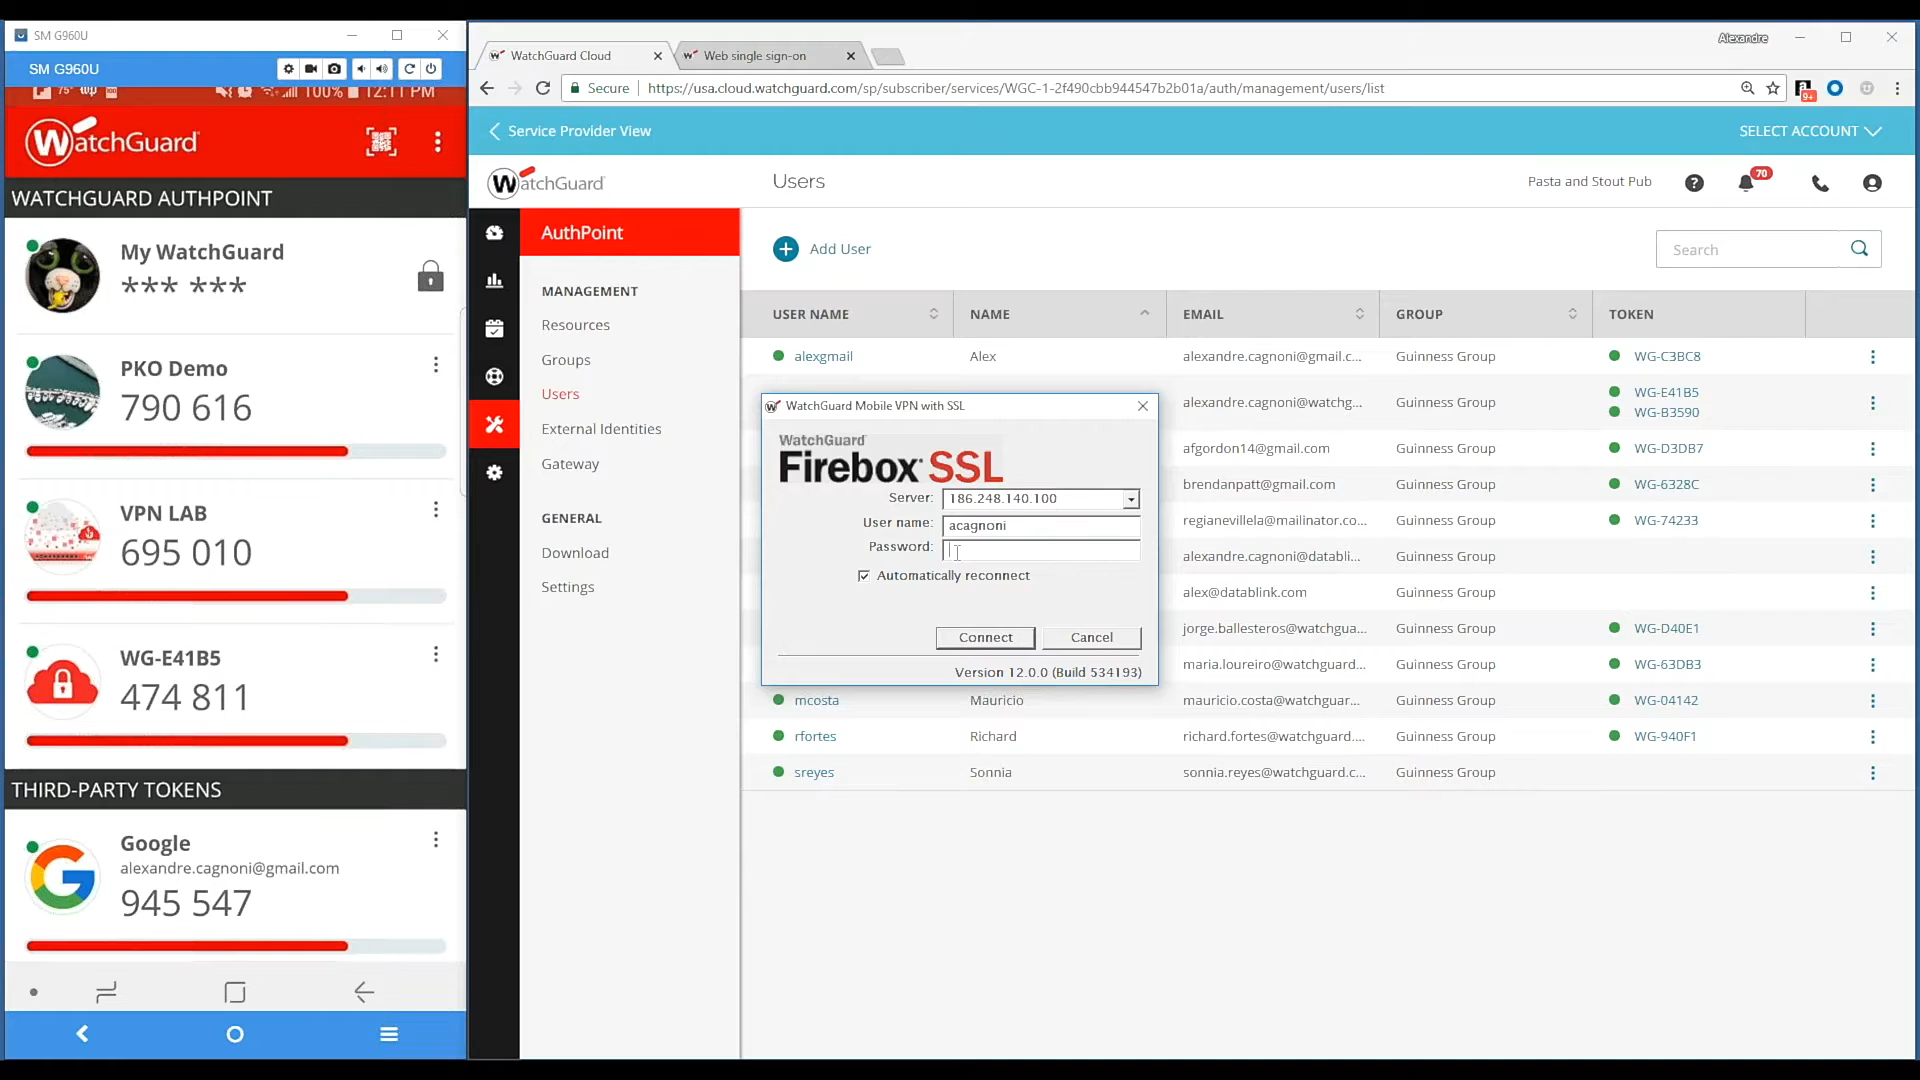 SM G960U
SM G960U
75°
100%
12:11 PM
WatchGuard
WATCHGUARD AUTHPOINT
My WatchGuard
*** ***
PKO Demo
790 616
VPN LAB
695 010
WG-E41B5
474 811
THIRD-PARTY TOKENS
Google
alexandre.cagnoni@gmail.com
945 547
WatchGuard Cloud
Web single sign-on
Alexandre
Secure
https://usa.cloud.watchguard.com/sp/subscriber/services/WGC-1-2f490cbb944547b2b01a/auth/management/users/list
9+
Service Provider View
SELECT ACCOUNT
WatchGuard
Users
Pasta and Stout Pub
70
AuthPoint
MANAGEMENT
Resources
Groups
Users
External Identities
Gateway
GENERAL
Download
Settings
Add User
Search
USER NAME NAME EMAIL GROUP TOKEN
alexgmail Alex alexandre.cagnoni@gmail.c... Guinness Group WG-C3BC8
alexandre.cagnoni@watchg... Guinness Group WG-E41B5
WG-B3590
afgordon14@gmail.com Guinness Group WG-D3DB7
brendanpatt@gmail.com Guinness Group WG-6328C
regianevillela@mailinator.co... Guinness Group WG-74233
alexandre.cagnoni@databli... Guinness Group
alex@datablink.com Guinness Group
jorge.ballesteros@watchgua... Guinness Group WG-D40E1
maria.loureiro@watchguard... Guinness Group WG-63DB3
mcosta Mauricio mauricio.costa@watchguar... Guinness Group WG-04142
rfortes Richard richard.fortes@watchguard.... Guinness Group WG-940F1
sreyes Sonnia sonnia.reyes@watchguard.c... Guinness Group
WatchGuard Mobile VPN with SSL
WatchGuard
Firebox SSL
Server: 186.248.140.100
User name: acagnoni
Password:
Automatically reconnect
Connect Cancel
Version 12.0.0 (Build 534193)